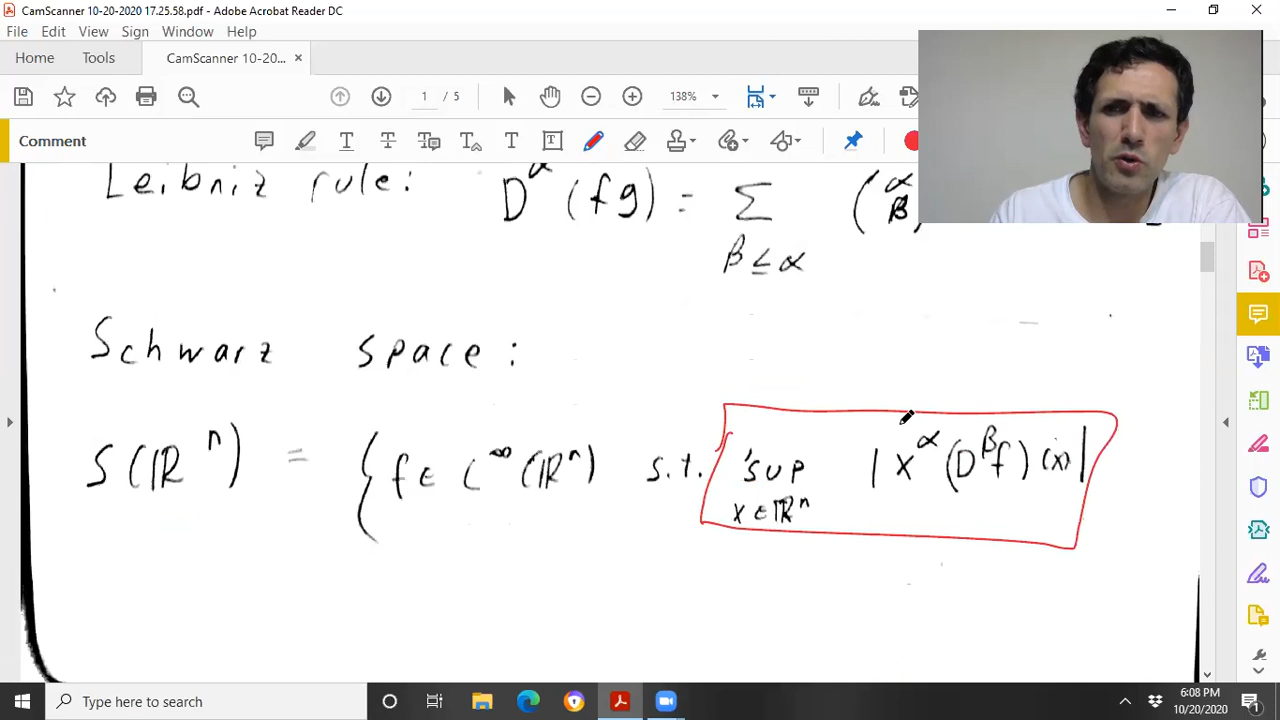 CamScanner 10-20-2020 17.25.58.pdf - Adobe Acrobat Reader DC
File Edit View Sign Window Help
Home Tools CamScanner 10-20... ×
1 / 5 138%
Comment
Leibniz rule: D^α (fg) = Σ_{β≤α} (α β)
Schwarz space:
S(ℝ^n) = { f ∈ C^∞(ℝ^n) s.t. sup_{x∈ℝ^n} | x^α (D^β f)(x) |
Type here to search
6:08 PM
10/20/2020